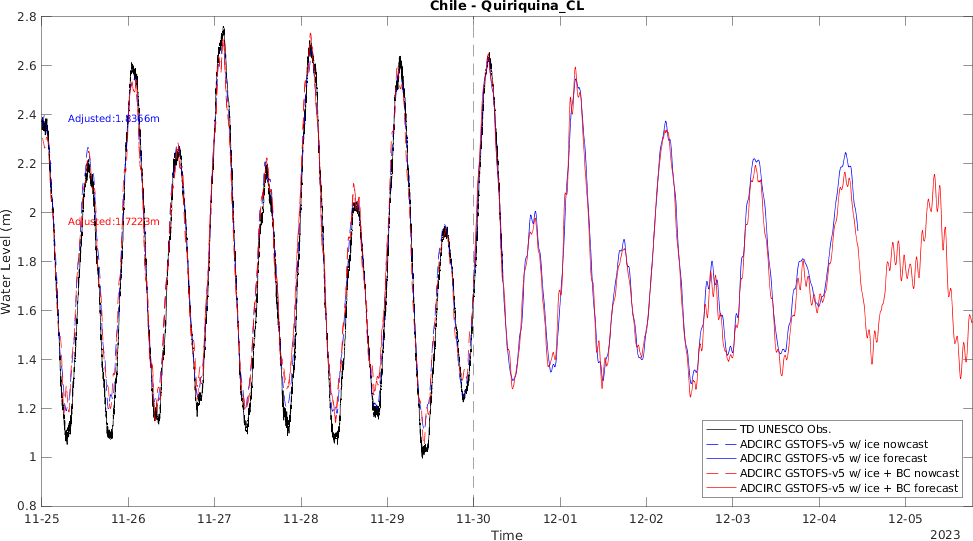 Chile - Quiriquina_CL
Water Level (m)
2.8
2.6
2.4
2.2
2
1.8
1.6
1.4
1.2
1
0.8
Adjusted:1.8366m
Adjusted:1.7223m
TD UNESCO Obs.
ADCIRC GSTOFS-v5 w/ ice nowcast
ADCIRC GSTOFS-v5 w/ ice forecast
ADCIRC GSTOFS-v5 w/ ice + BC nowcast
ADCIRC GSTOFS-v5 w/ ice + BC forecast
11-25 11-26 11-27 11-28 11-29 11-30 12-01 12-02 12-03 12-04 12-05
Time
2023